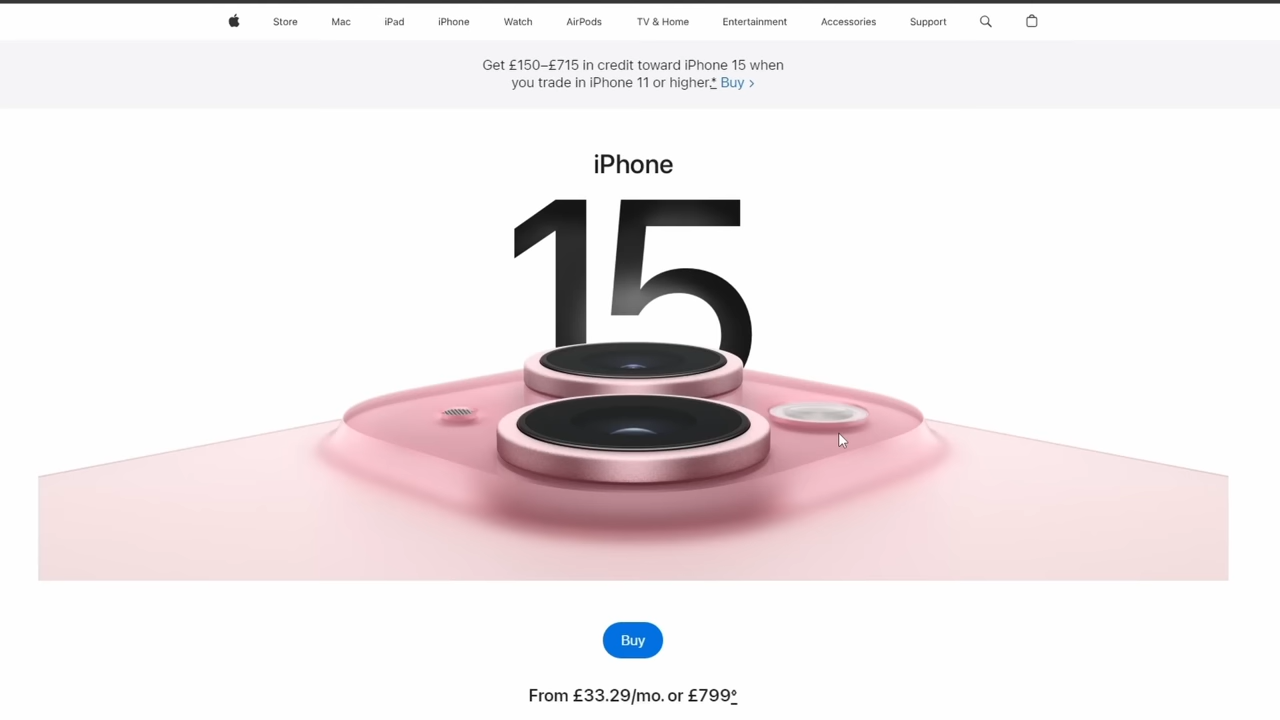 Store Mac iPad iPhone Watch AirPods TV & Home Entertainment Accessories Support
Get £150–£715 in credit toward iPhone 15 when
you trade in iPhone 11 or higher.* Buy >
iPhone
15
Buy
From £33.29/mo. or £799◊